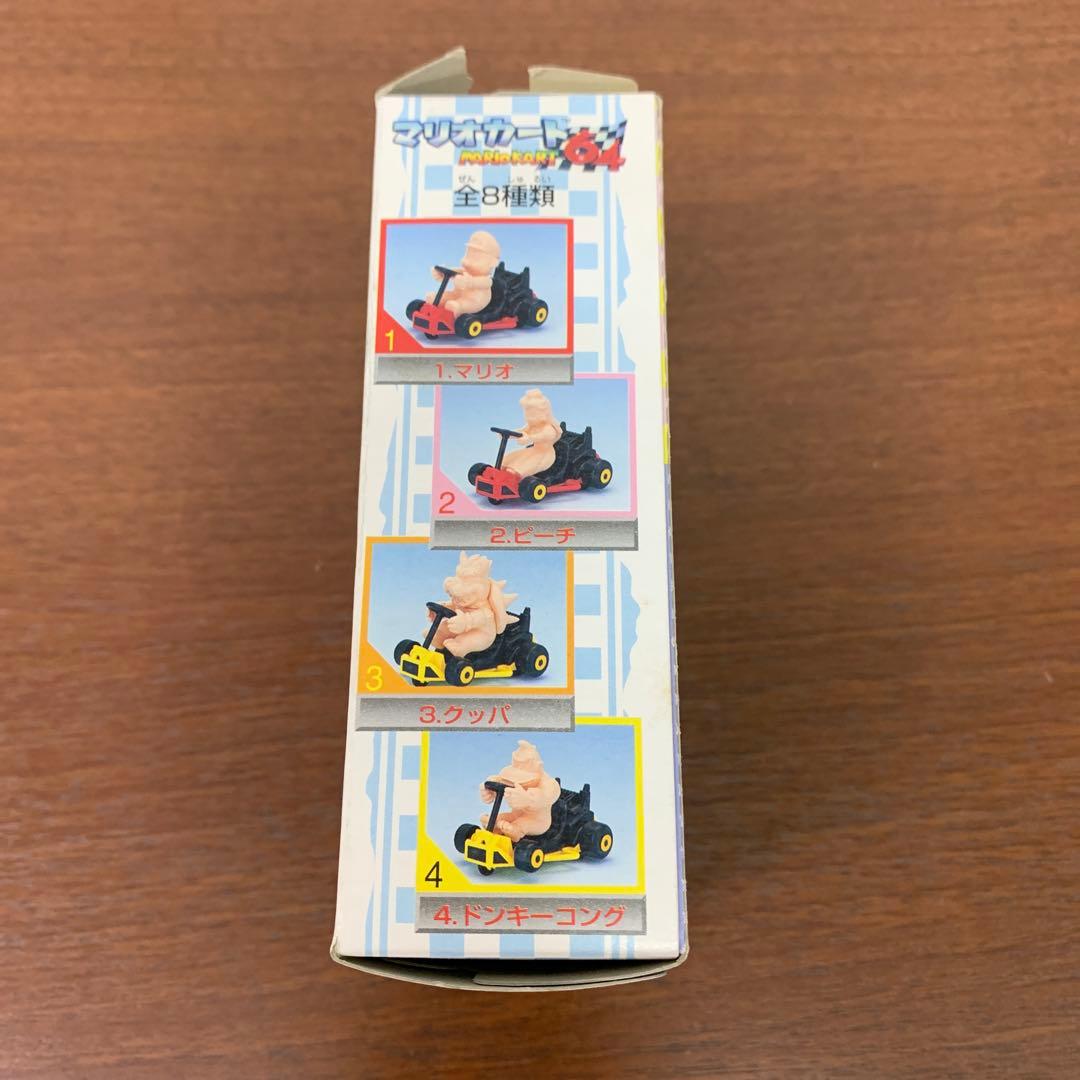 マリオカート64
MARIOKART
ぜん しゅ るい
全8種類
1
1.マリオ
2
2.ピーチ
3
3.クッパ
4
4.ドンキーコング